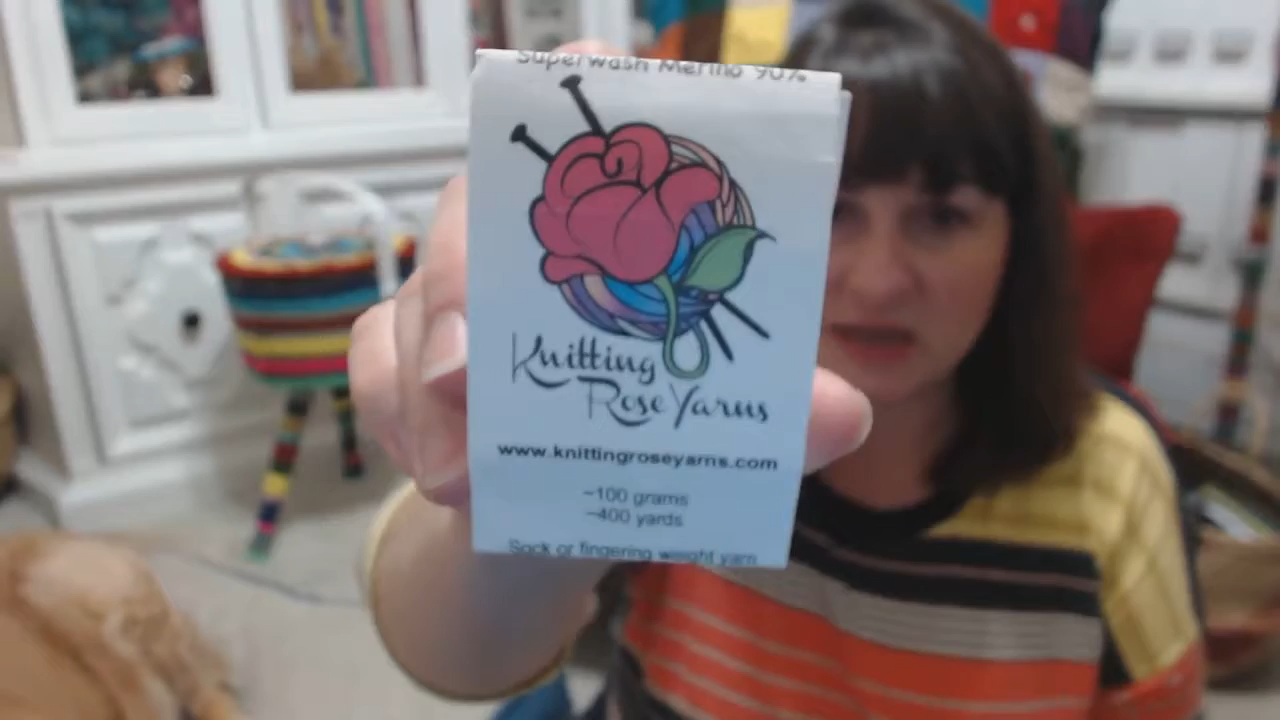 Superwash Merino 90%
Knitting
Rose Yarns
www.knittingroseyarns.com
~100 grams
~400 yards
Sock or fingering weight yarn